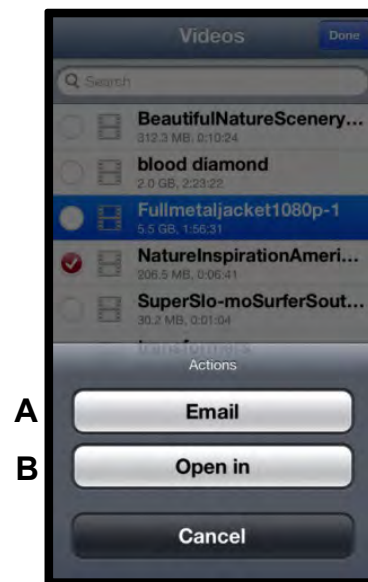 Videos Done
Search
BeautifulNatureScenery...
312.3 MB, 0:10:24
blood diamond
2.0 GB, 2:23:22
Fullmetaljacket1080p-1
5.5 GB, 1:56:31
NatureInspirationAmeri...
206.5 MB, 0:06:41
SuperSlo-moSurferSout...
30.2 MB, 0:01:04
transformers
Actions
A Email
B Open in
Cancel